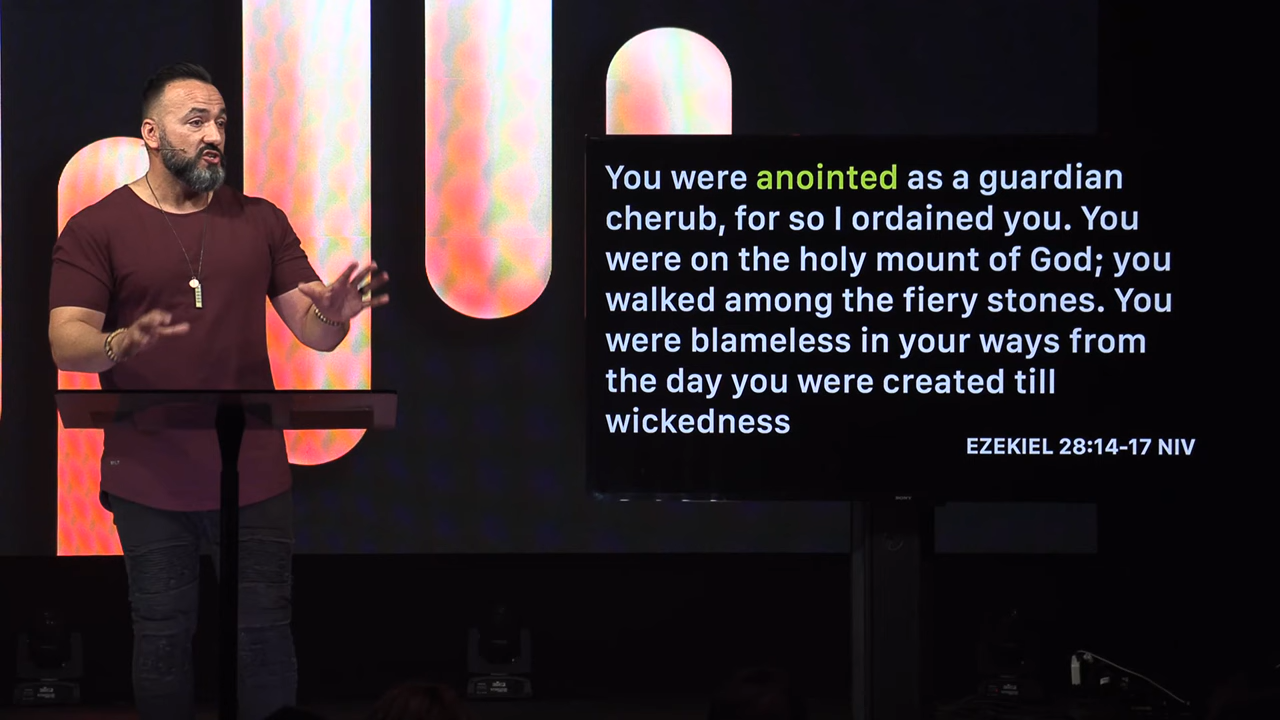 You were anointed as a guardian
cherub, for so I ordained you. You
were on the holy mount of God; you
walked among the fiery stones. You
were blameless in your ways from
the day you were created till
wickedness
EZEKIEL 28:14-17 NIV
SONY